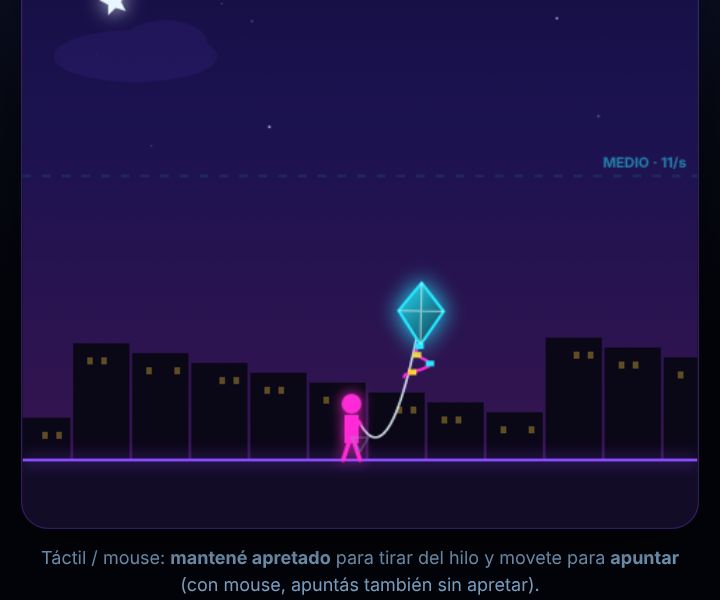 MEDIO · 11/s
Táctil / mouse: mantené apretado para tirar del hilo y movete para apuntar
(con mouse, apuntás también sin apretar).